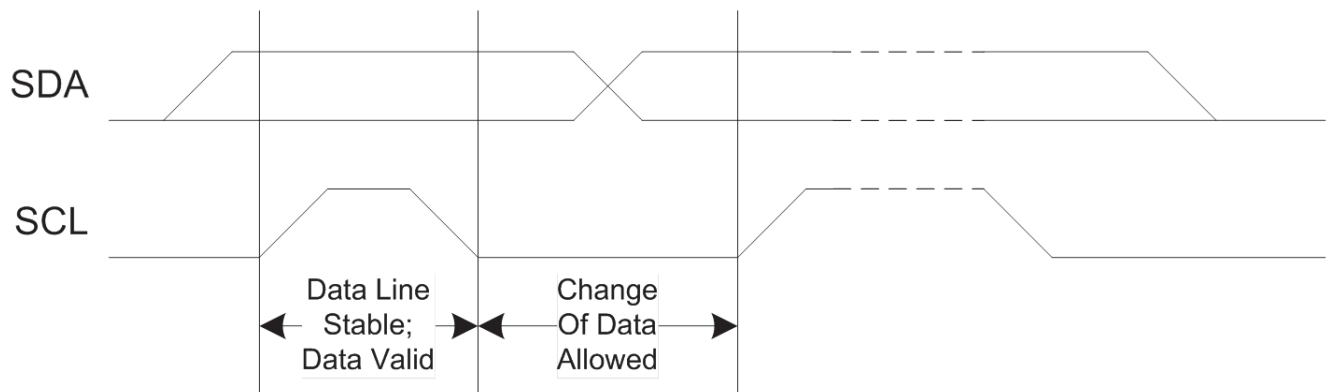 SDA
SCL
Data Line
Stable;
Data Valid
Change
Of Data
Allowed